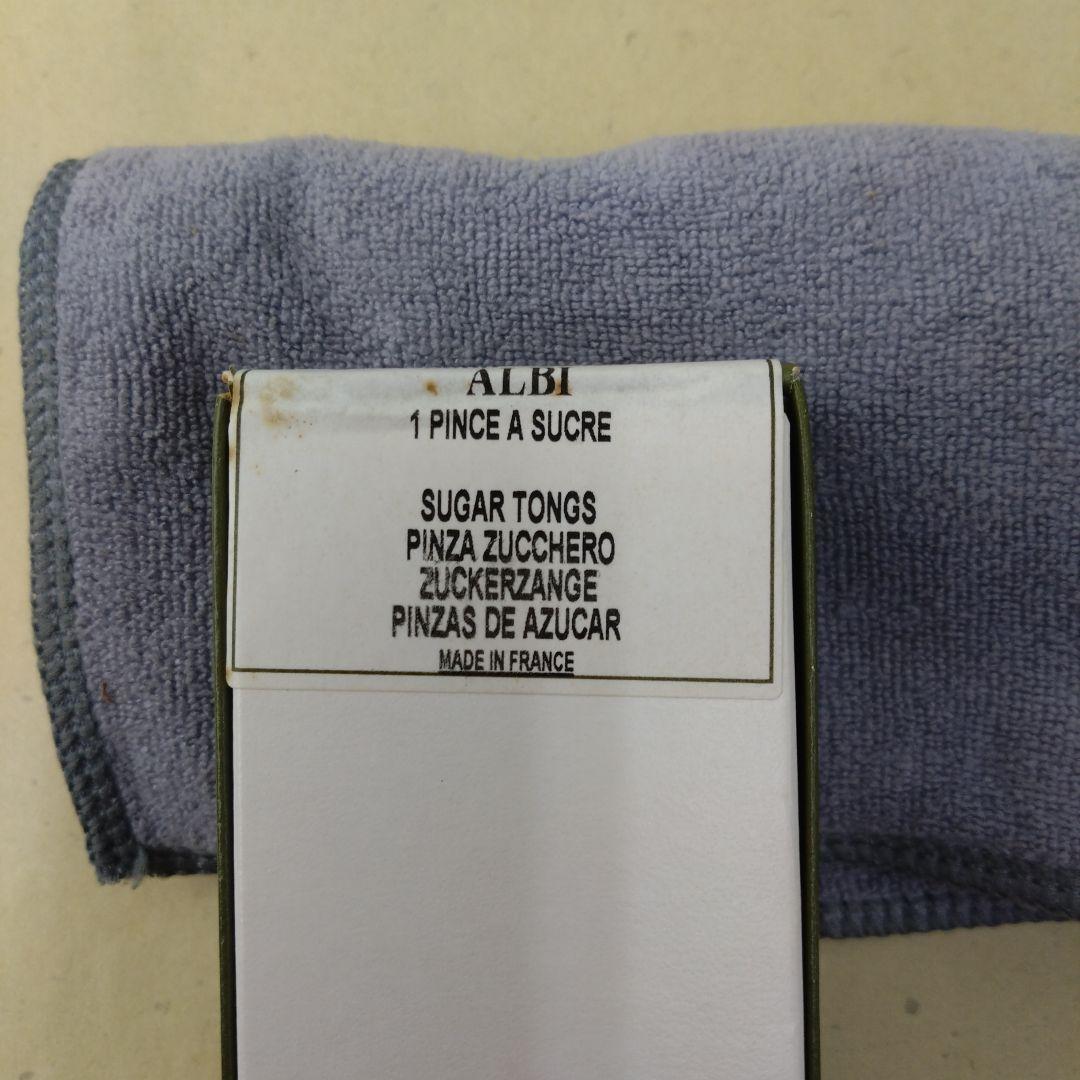 ALBI
1 PINCE A SUCRE
SUGAR TONGS
PINZA ZUCCHERO
ZUCKERZANGE
PINZAS DE AZUCAR
MADE IN FRANCE